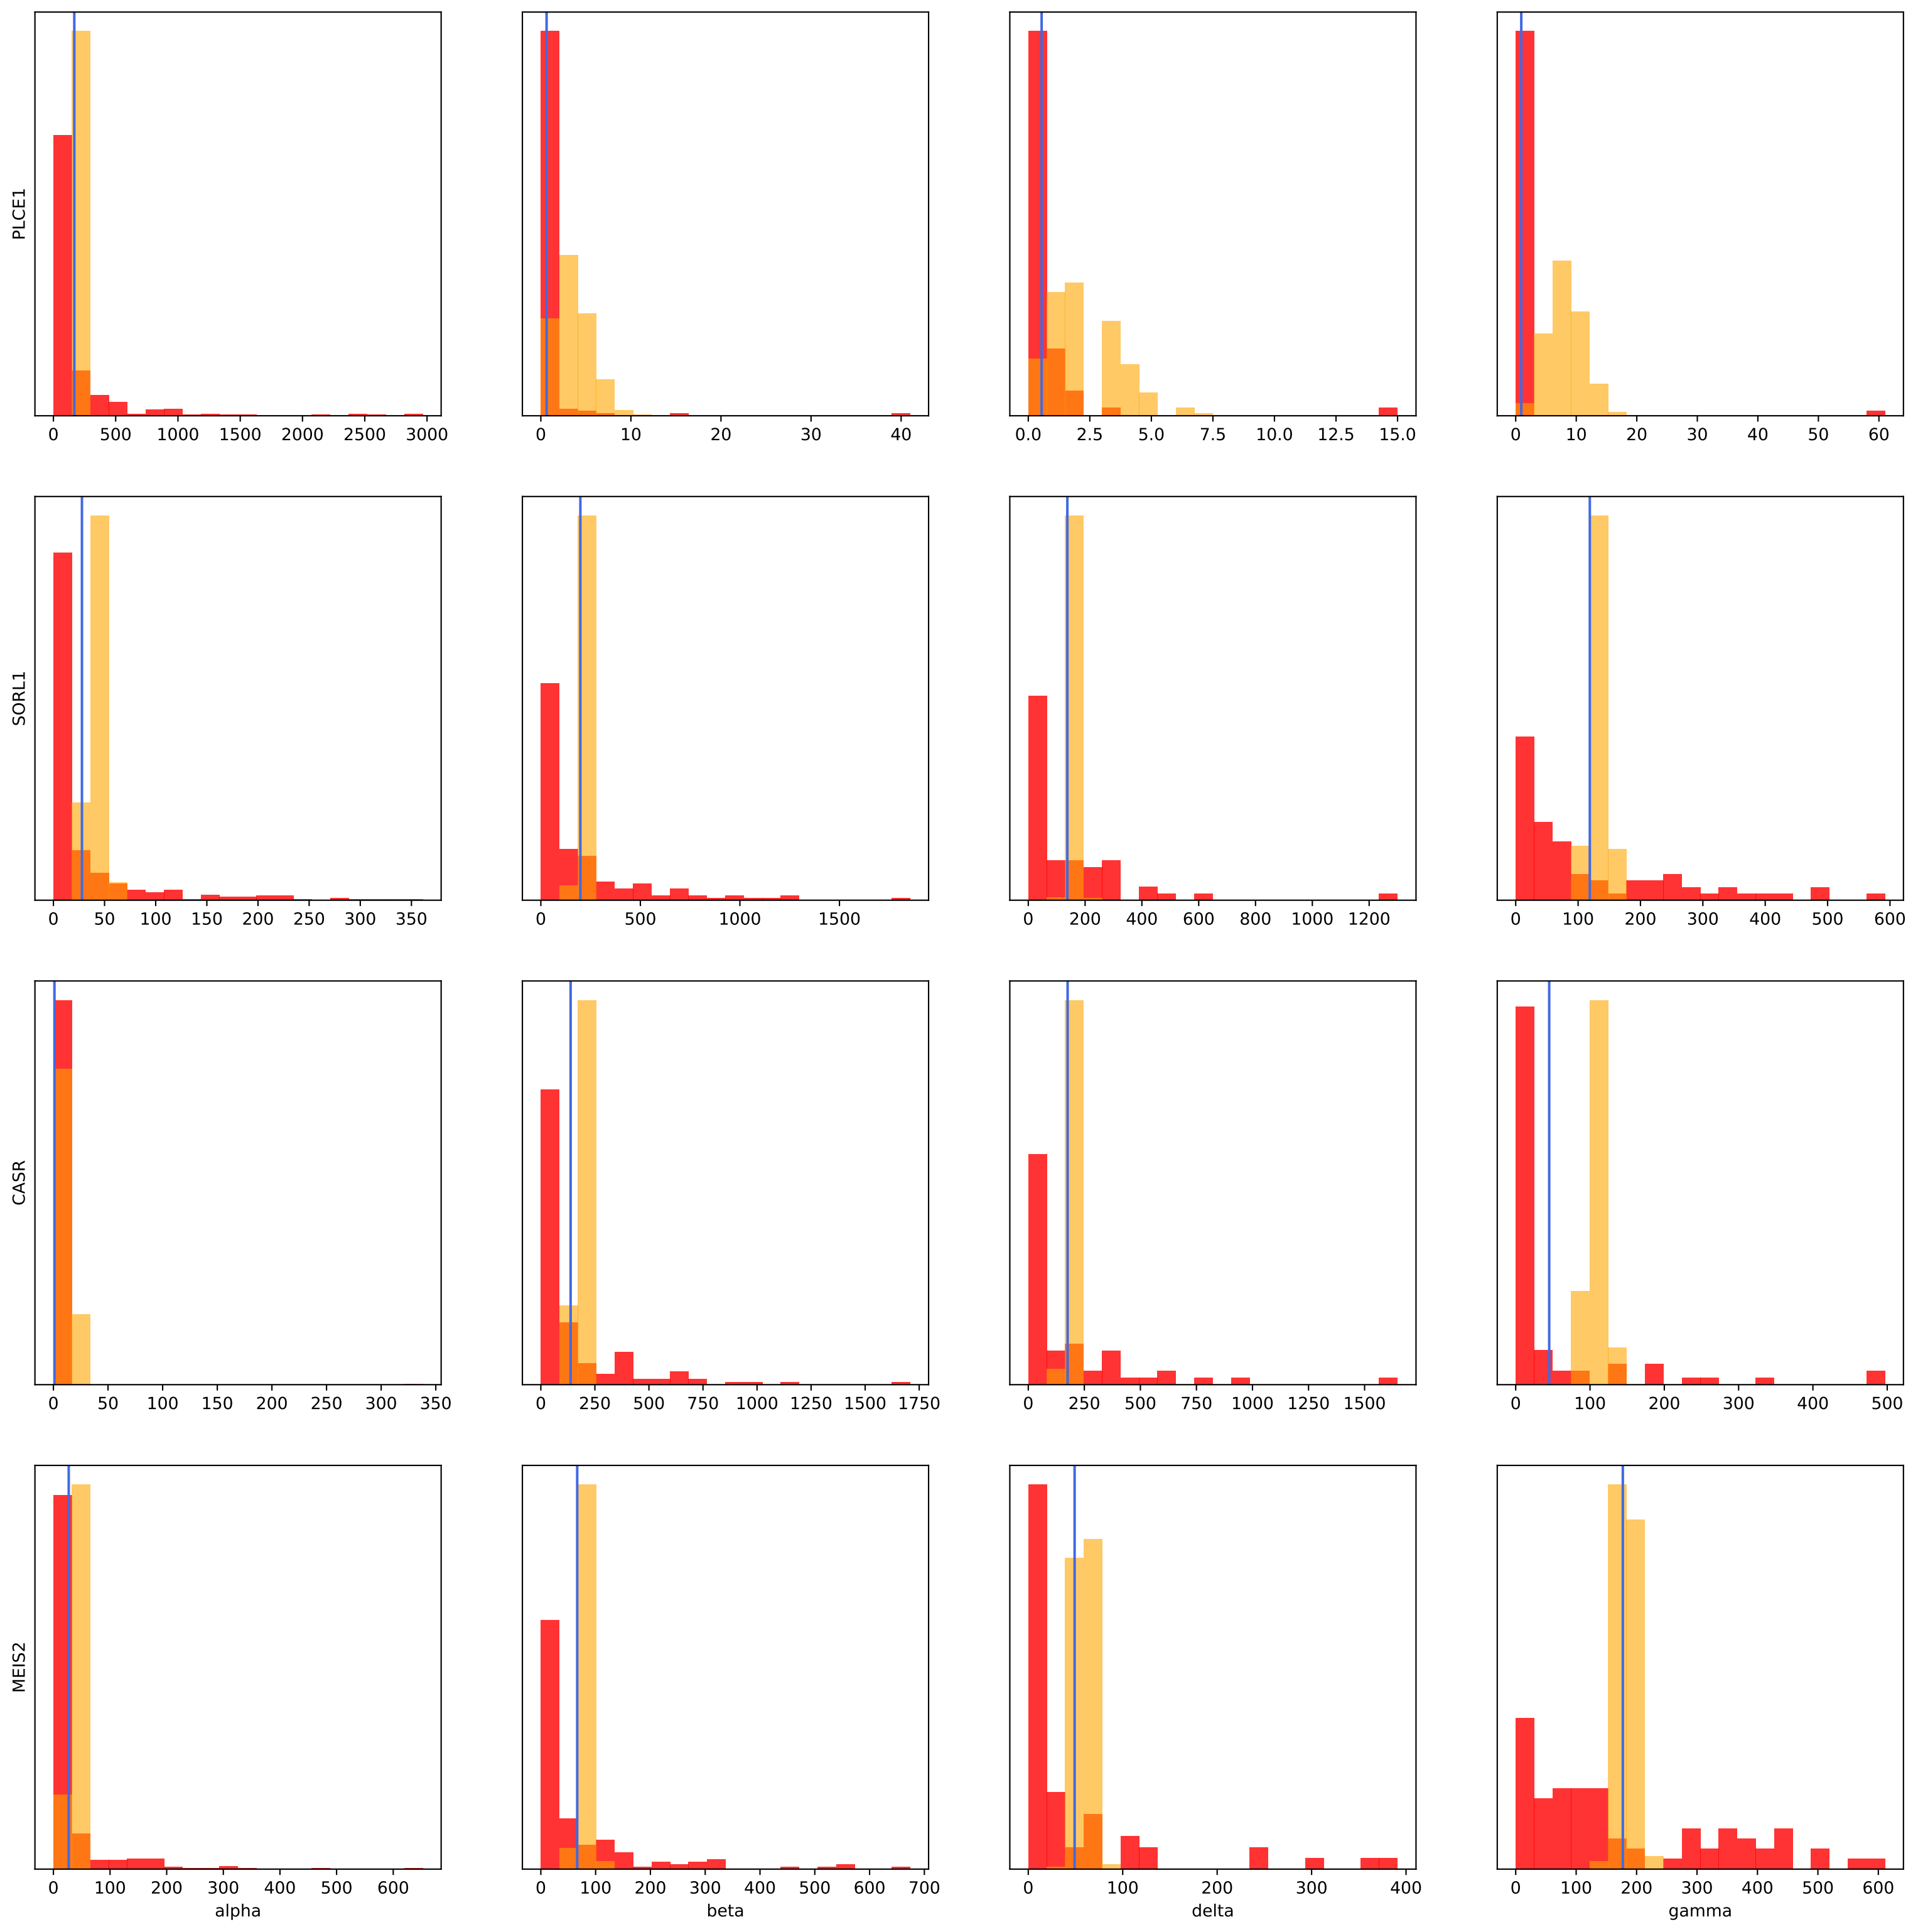 PLCE1
0 500 1000 1500 2000 2500 3000
0 10 20 30 40
0.0 2.5 5.0 7.5 10.0 12.5 15.0
0 10 20 30 40 50 60
SORL1
0 50 100 150 200 250 300 350
0 500 1000 1500
0 200 400 600 800 1000 1200
0 100 200 300 400 500 600
CASR
0 50 100 150 200 250 300 350
0 250 500 750 1000 1250 1500 1750
0 250 500 750 1000 1250 1500
0 100 200 300 400 500
MEIS2
0 100 200 300 400 500 600
0 100 200 300 400 500 600 700
0 100 200 300 400
0 100 200 300 400 500 600
alpha
beta
delta
gamma